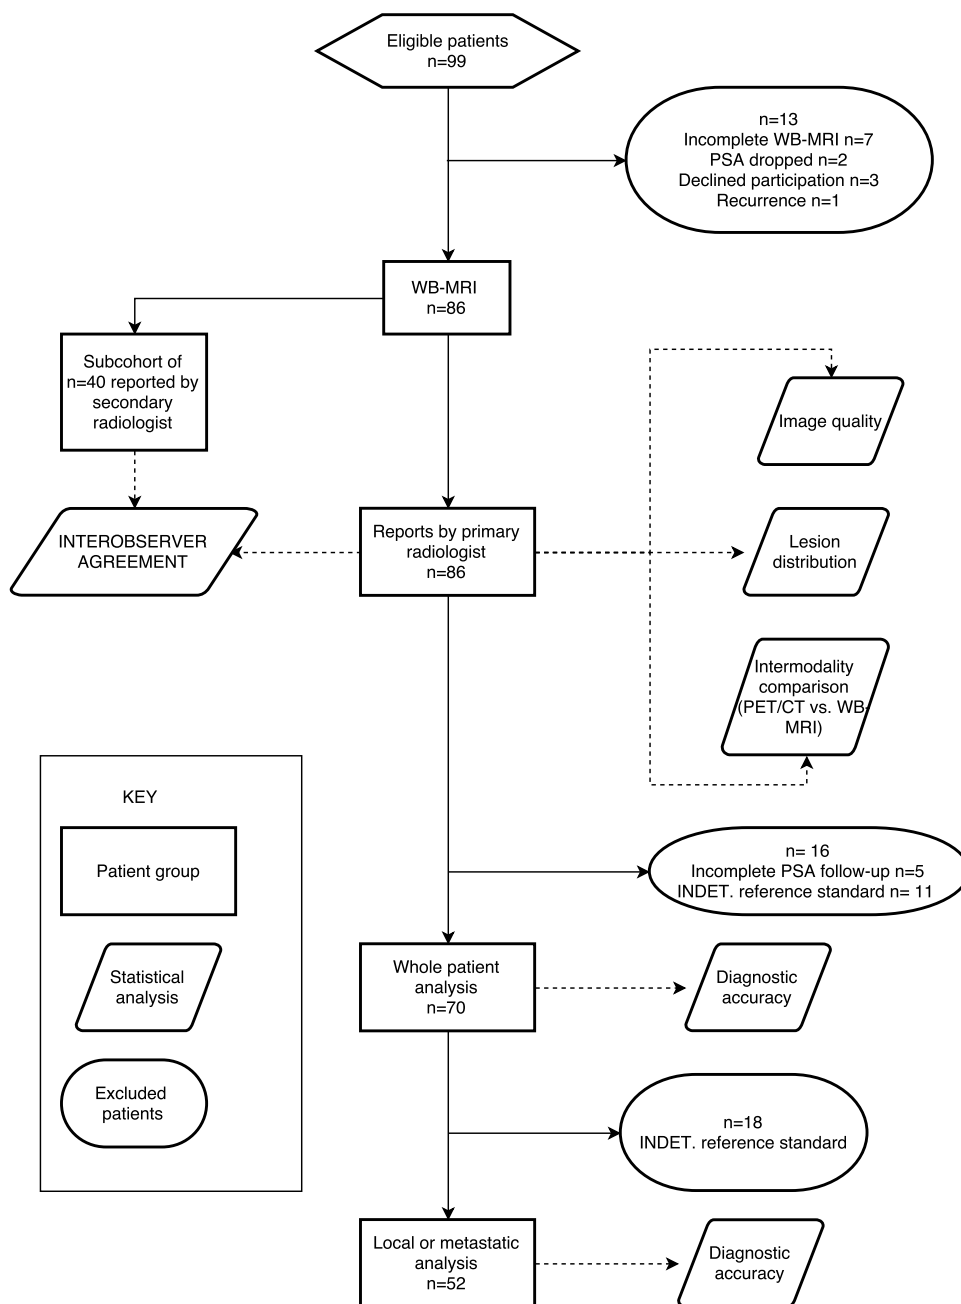 Eligible patients
n=99
n=13
Incomplete WB-MRI n=7
PSA dropped n=2
Declined participation n=3
Recurrence n=1
WB-MRI
n=86
Subcohort of
n=40 reported by
secondary
radiologist
Image quality
INTEROBSERVER
AGREEMENT
Reports by primary
radiologist
n=86
Lesion
distribution
Intermodality
comparison
(PET/CT vs. WB-
MRI)
KEY
Patient group
Statistical
analysis
Excluded
patients
n= 16
Incomplete PSA follow-up n=5
INDET. reference standard n= 11
Whole patient
analysis
n=70
Diagnostic
accuracy
n=18
INDET. reference standard
Local or metastatic
analysis
n=52
Diagnostic
accuracy